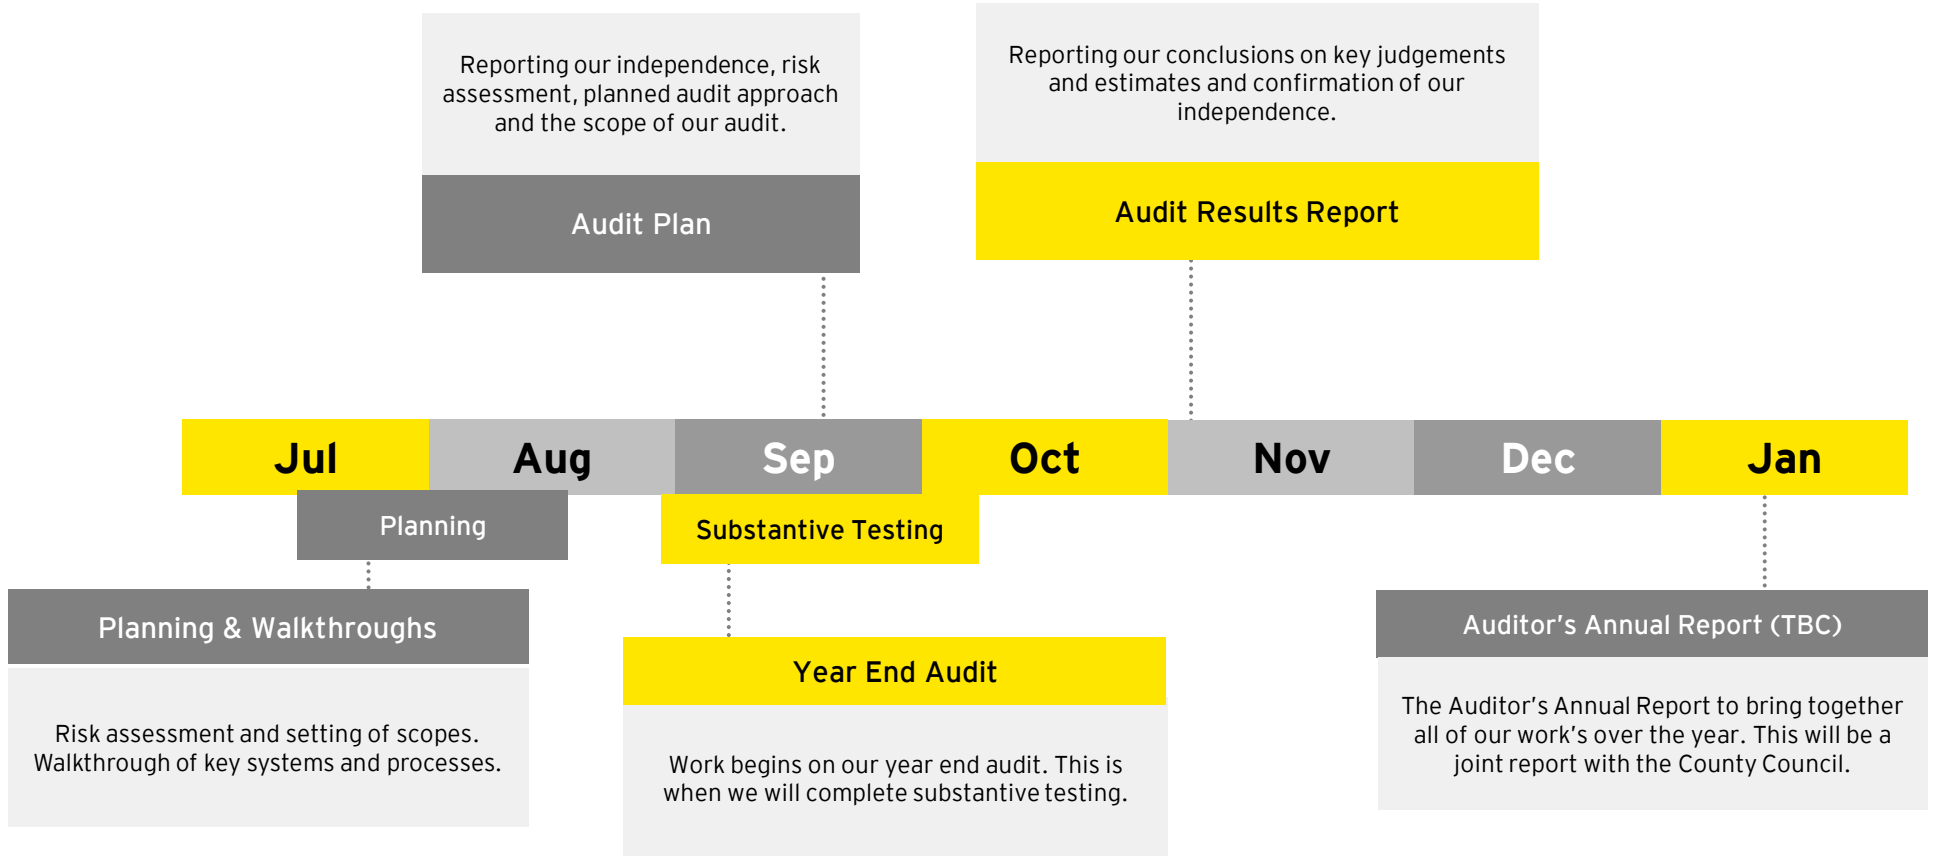 Reporting our independence, risk
assessment, planned audit approach
and the scope of our audit.
Audit Plan
Reporting our conclusions on key judgements
and estimates and confirmation of our
independence.
Audit Results Report
Jul
Aug
Sep
Oct
Nov
Dec
Jan
Planning
Substantive Testing
Planning & Walkthroughs
Risk assessment and setting of scopes.
Walkthrough of key systems and processes.
Year End Audit
Work begins on our year end audit. This is
when we will complete substantive testing.
Auditor’s Annual Report (TBC)
The Auditor’s Annual Report to bring together
all of our work’s over the year. This will be a
joint report with the County Council.